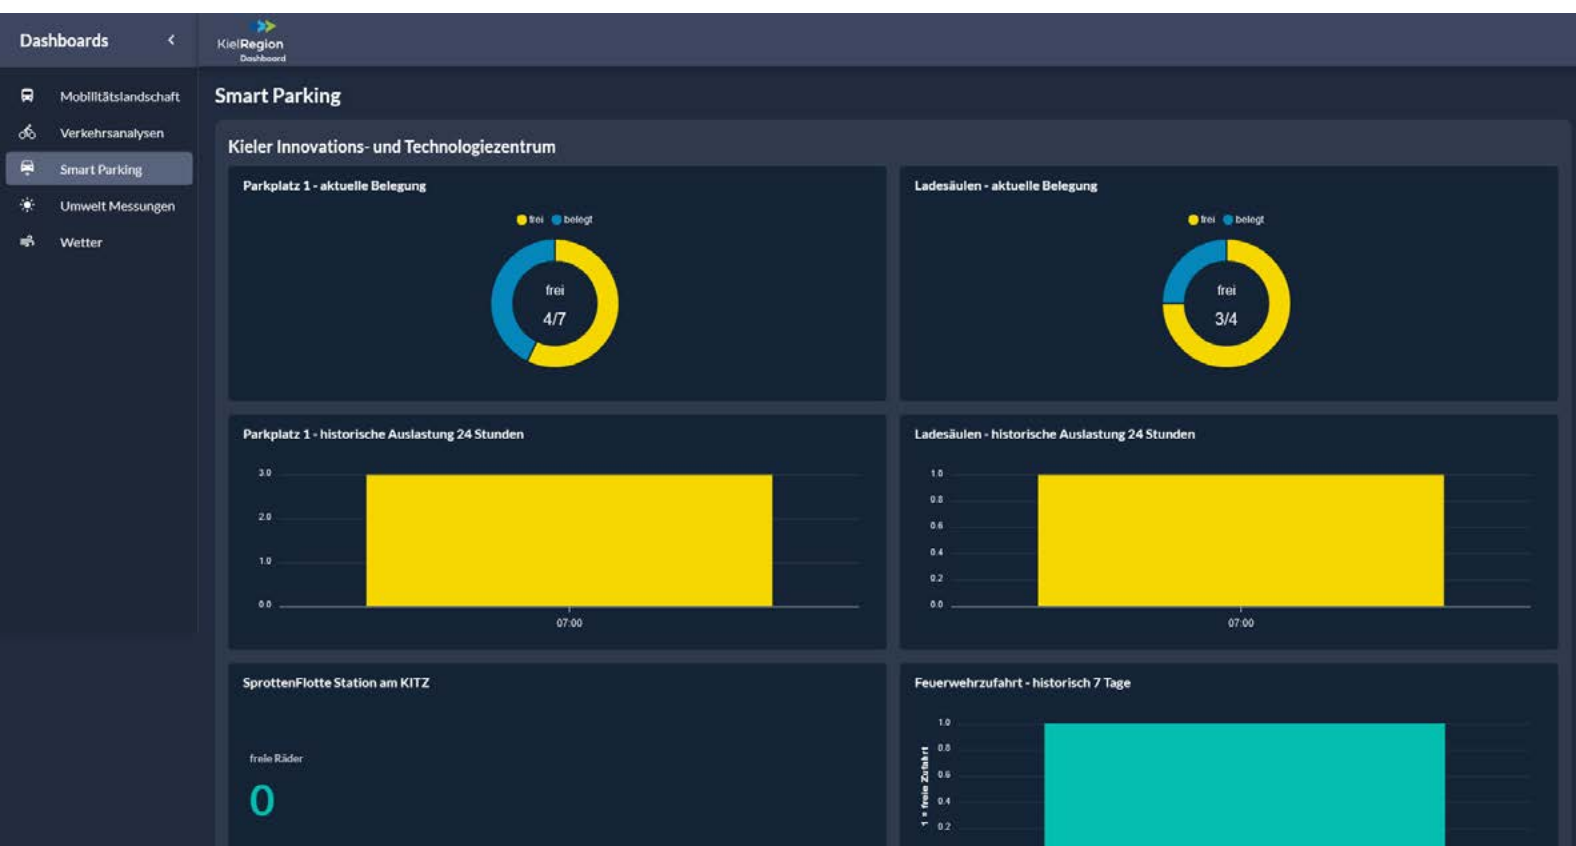 Dashboards
KielRegion
Dashboard
Mobilitätslandschaft
Verkehrsanalysen
Smart Parking
Umwelt Messungen
Wetter
Smart Parking
Kieler Innovations- und Technologiezentrum
Parkplatz 1 - aktuelle Belegung
frei belegt
frei
4/7
Ladesäulen - aktuelle Belegung
frei belegt
frei
3/4
Parkplatz 1 - historische Auslastung 24 Stunden
3.0
2.0
1.0
0.0
07:00
Ladesäulen - historische Auslastung 24 Stunden
1.0
0.8
0.6
0.4
0.2
0.0
07:00
SprottenFlotte Station am KITZ
freie Räder
0
Feuerwehrzufahrt - historisch 7 Tage
1 = freie Zufahrt
1.0
0.8
0.6
0.4
0.2